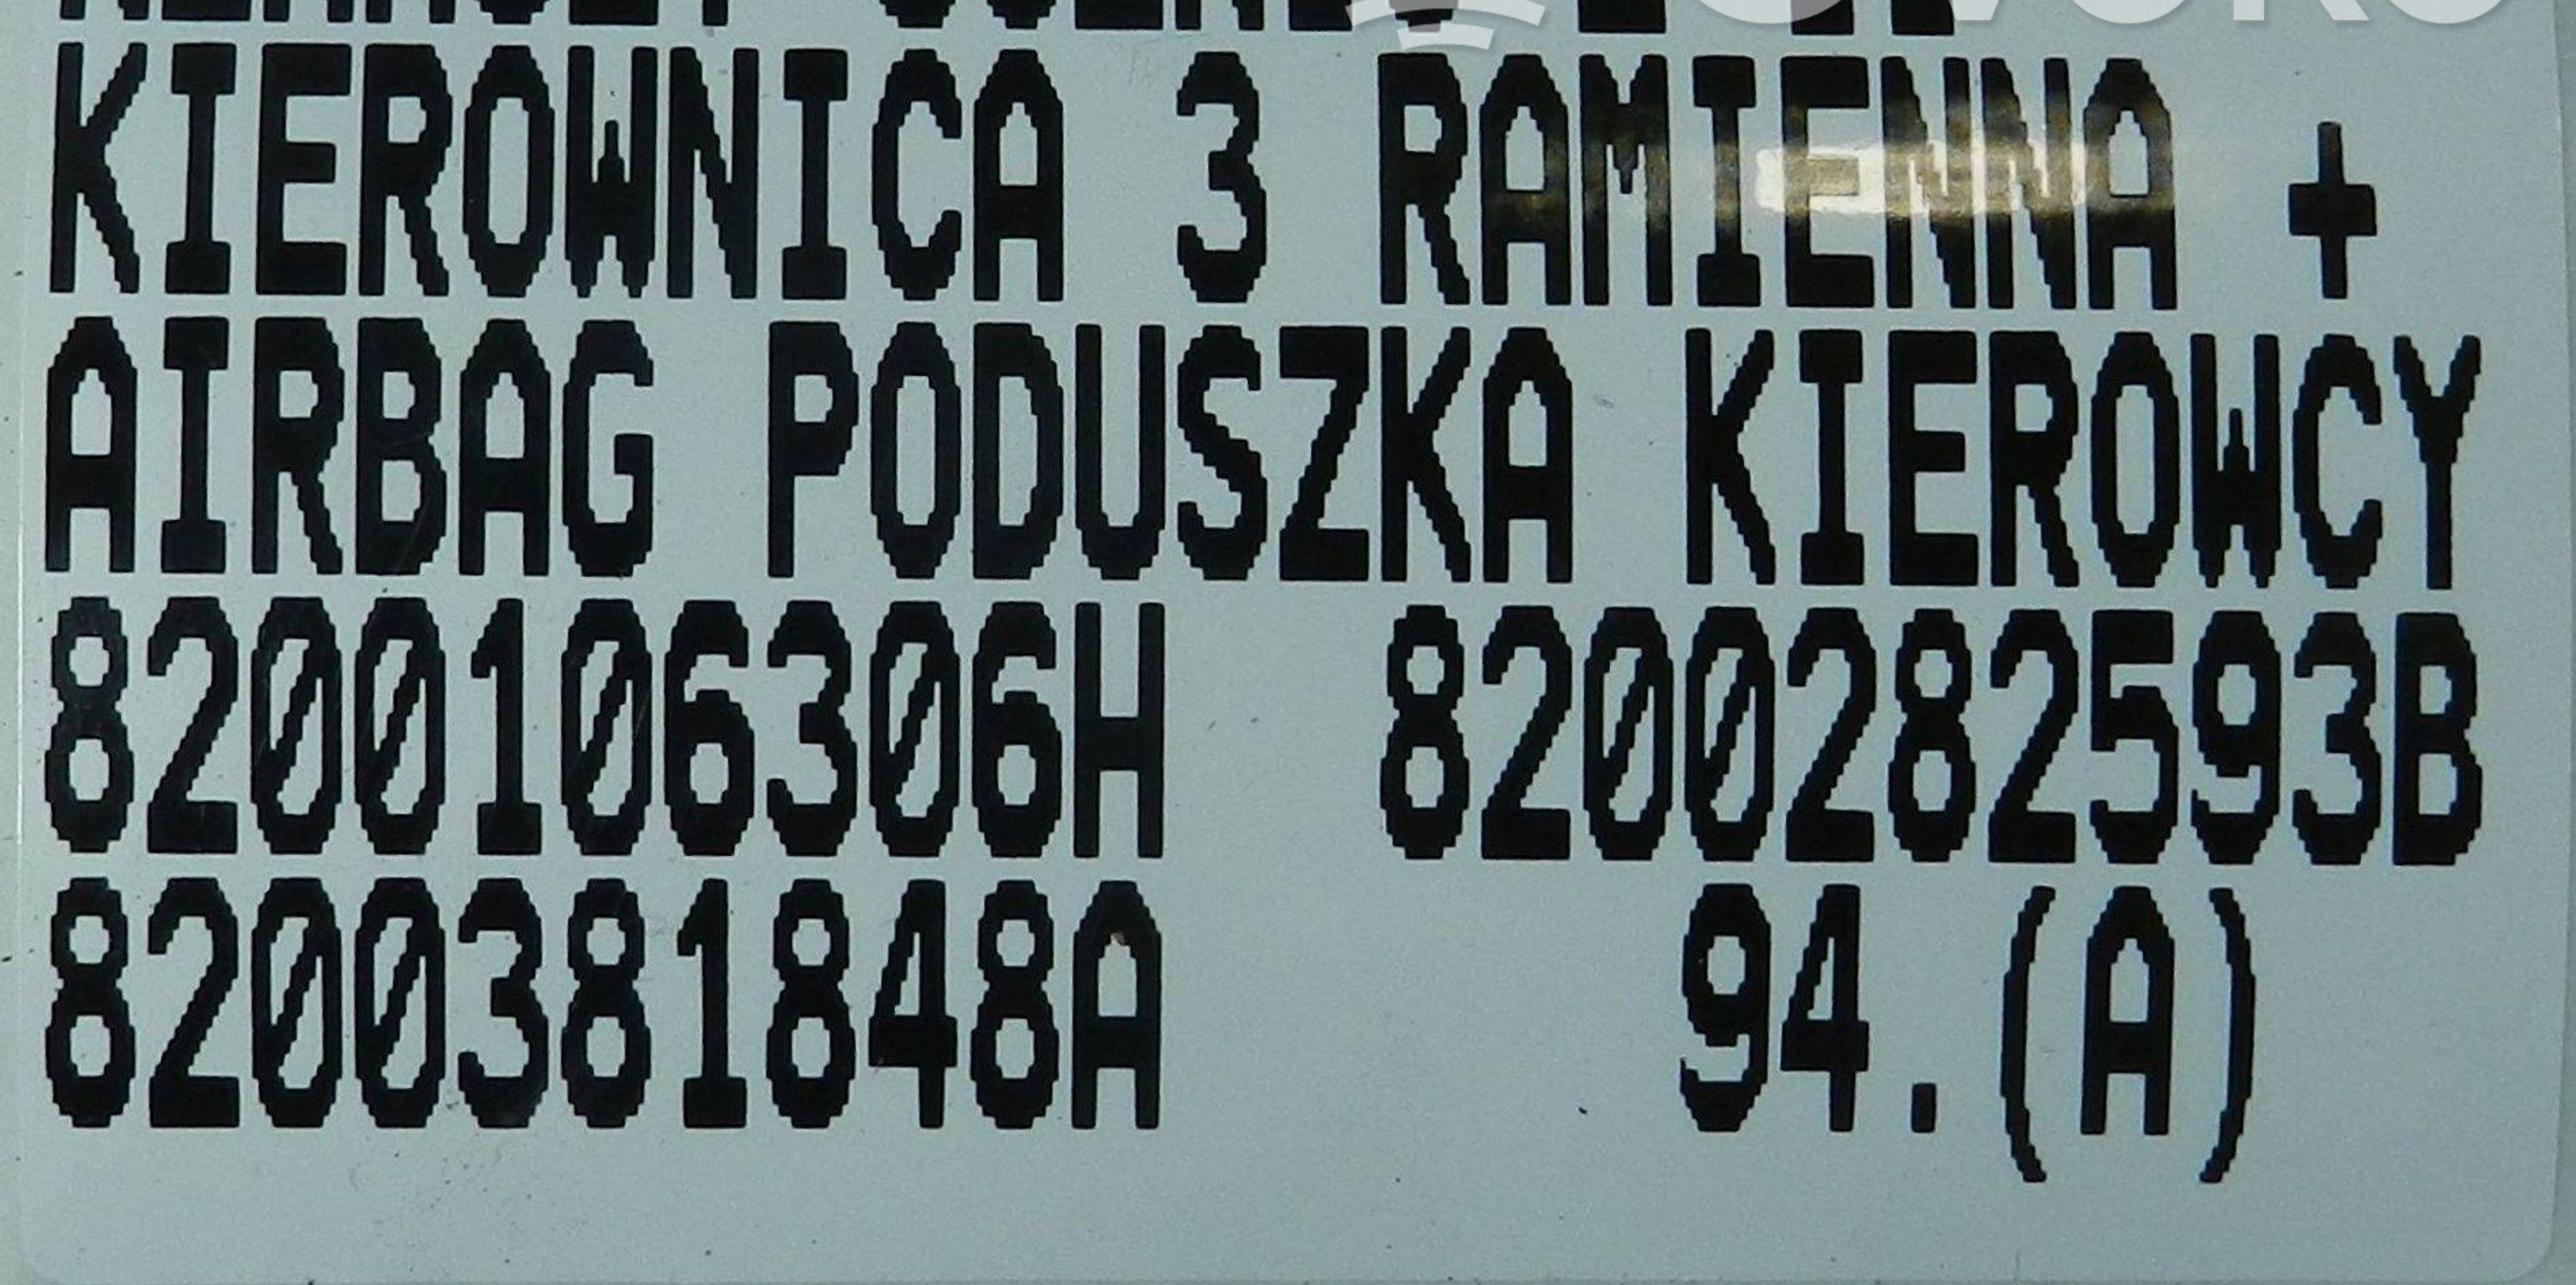 KIEROWNICA 3 RAMIENNA +
AIRBAG PODUSZKA KIEROWCY
8200106306H 8200282593B
8200381848A 94.(A)